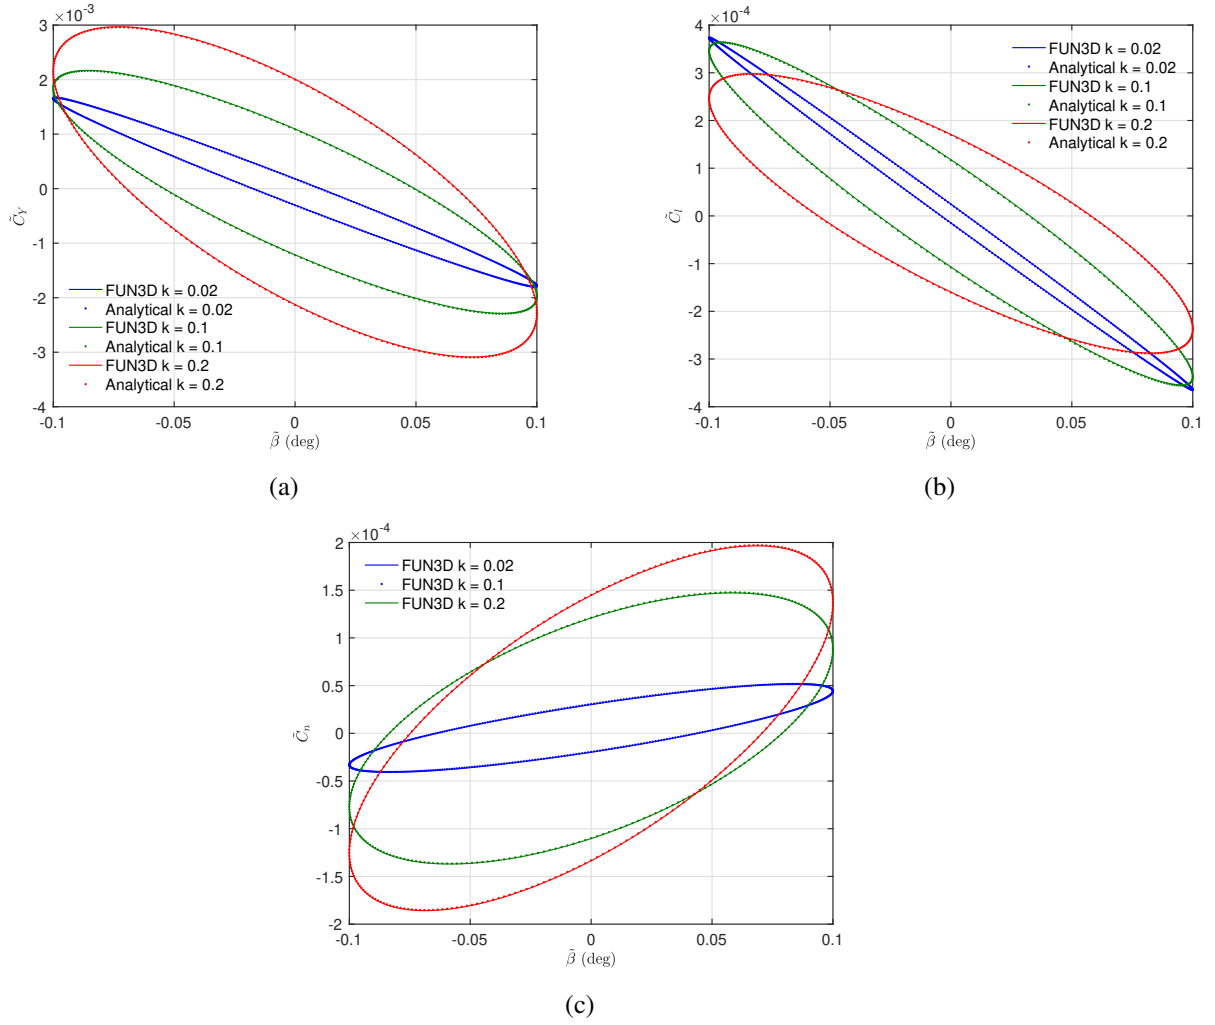 ×10⁻³
3
2
1
0
-1
-2
-3
-4
C̃_Y
FUN3D k = 0.02
Analytical k = 0.02
FUN3D k = 0.1
Analytical k = 0.1
FUN3D k = 0.2
Analytical k = 0.2
-0.1 -0.05 0 0.05 0.1
β̃ (deg)
(a)
×10⁻⁴
4
3
2
1
0
-1
-2
-3
-4
C̃_l
FUN3D k = 0.02
Analytical k = 0.02
FUN3D k = 0.1
Analytical k = 0.1
FUN3D k = 0.2
Analytical k = 0.2
-0.1 -0.05 0 0.05 0.1
β̃ (deg)
(b)
×10⁻⁴
2
1.5
1
0.5
0
-0.5
-1
-1.5
-2
C̃_n
FUN3D k = 0.02
FUN3D k = 0.1
FUN3D k = 0.2
-0.1 -0.05 0 0.05 0.1
β̃ (deg)
(c)